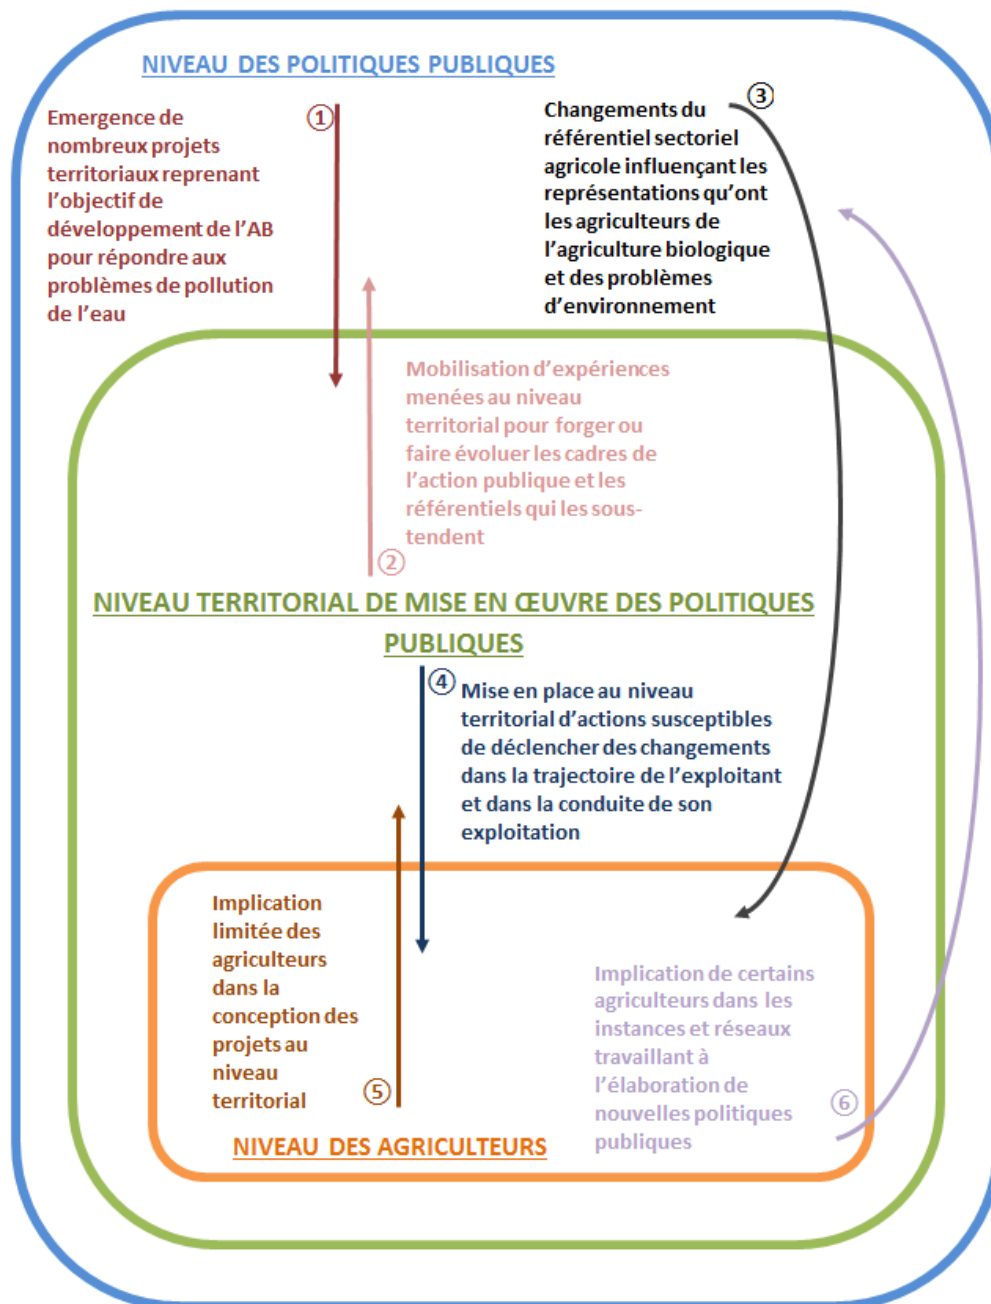 NIVEAU DES POLITIQUES PUBLIQUES
①
Emergence de
nombreux projets
territoriaux reprenant
l’objectif de
développement de l’AB
pour répondre aux
problèmes de pollution
de l’eau
③
Changements du
référentiel sectoriel
agricole influençant les
représentations qu’ont
les agriculteurs de
l’agriculture biologique
et des problèmes
d’environnement
Mobilisation d’expériences
menées au niveau
territorial pour forger ou
faire évoluer les cadres de
l’action publique et les
référentiels qui les sous-
tendent
②
NIVEAU TERRITORIAL DE MISE EN ŒUVRE DES POLITIQUES
PUBLIQUES
④
Mise en place au niveau
territorial d’actions susceptibles
de déclencher des changements
dans la trajectoire de l’exploitant
et dans la conduite de son
exploitation
Implication
limitée des
agriculteurs
dans la
conception des
projets au
niveau
territorial
⑤
Implication de certains
agriculteurs dans les
instances et réseaux
travaillant à
l’élaboration de
nouvelles politiques
publiques
⑥
NIVEAU DES AGRICULTEURS